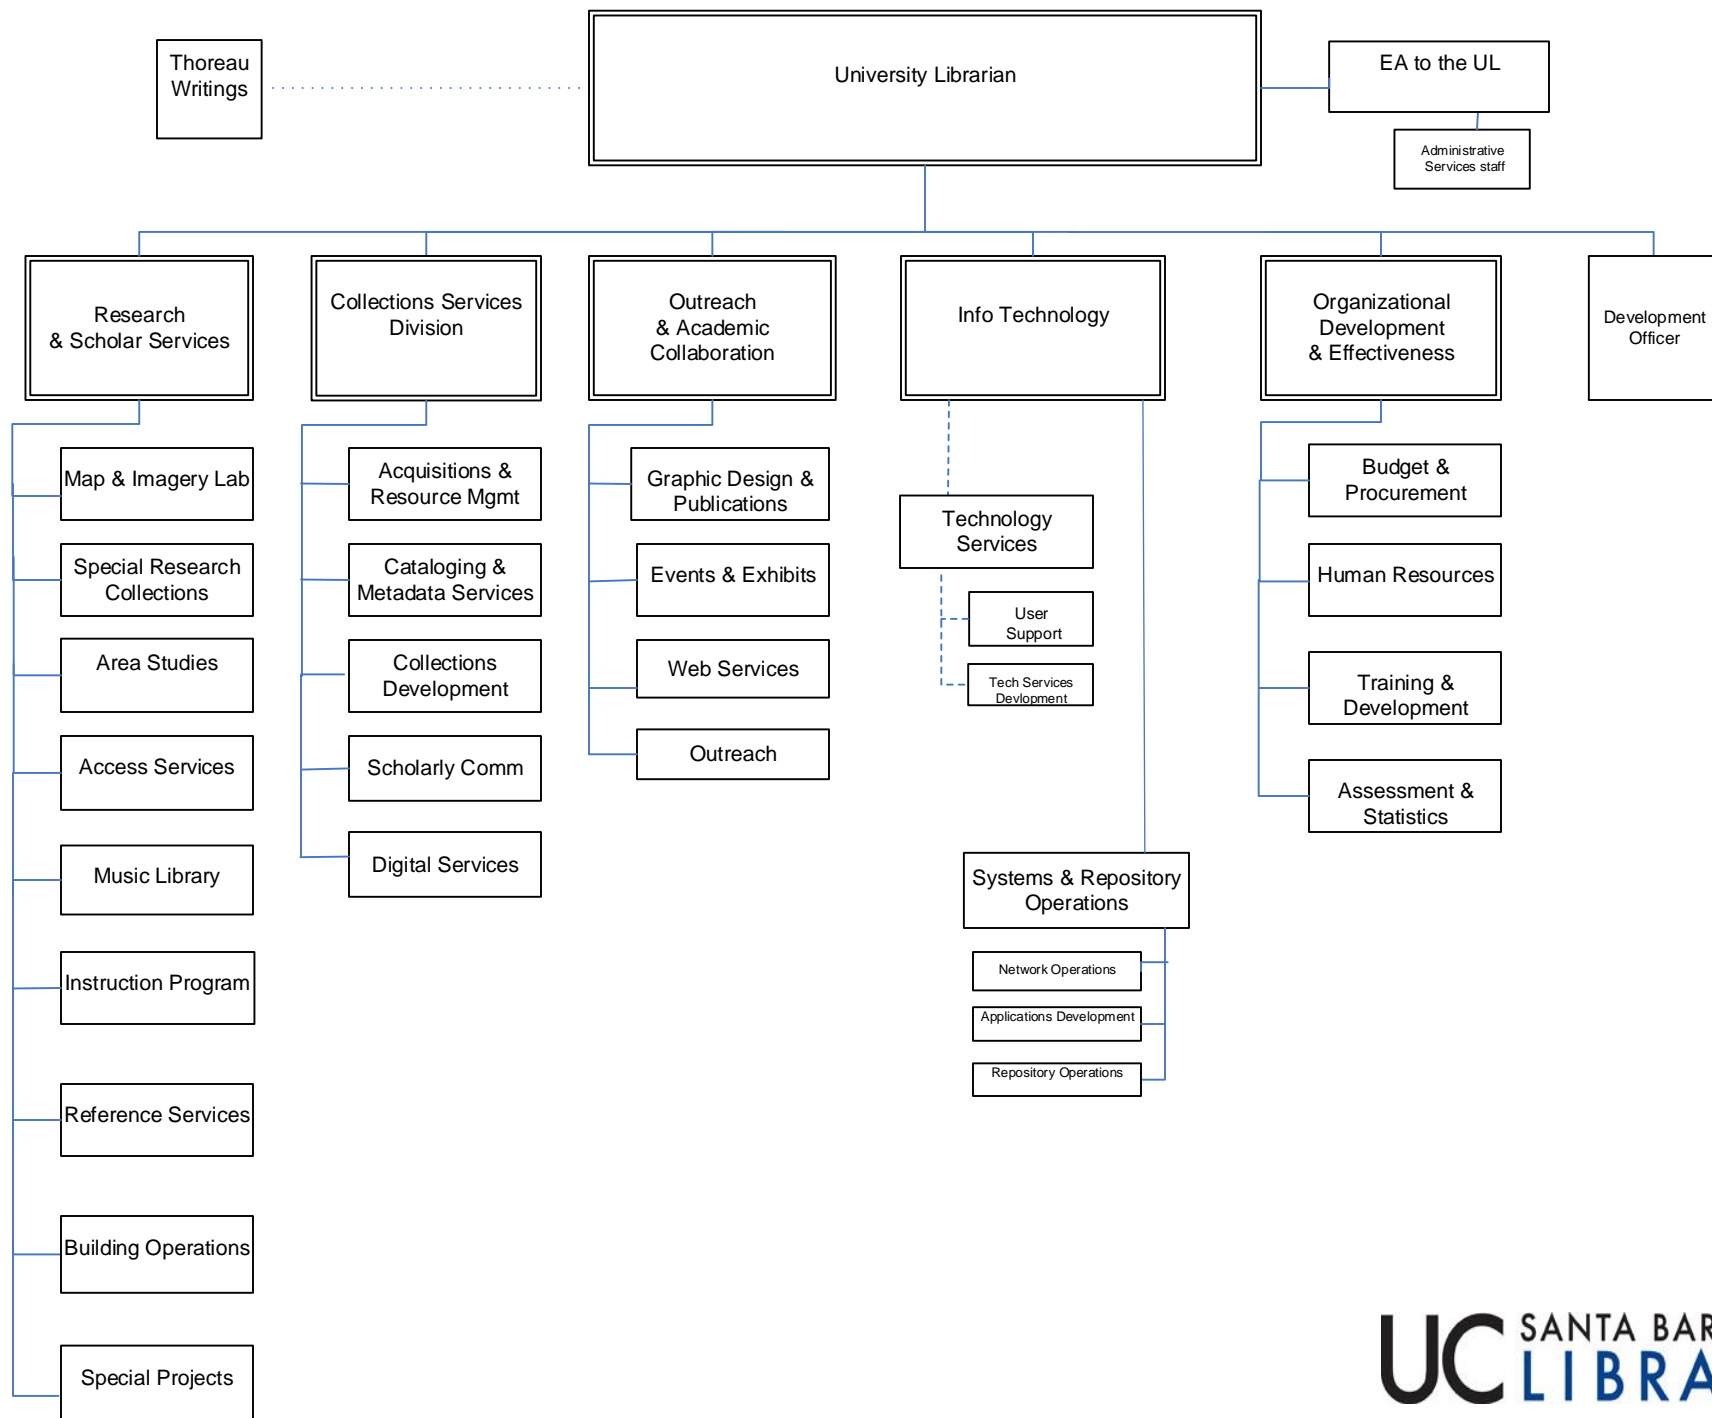 Thoreau
Writings
University Librarian
EA to the UL
Administrative
Services staff
Research
& Scholar Services
Collections Services
Division
Outreach
& Academic
Collaboration
Info Technology
Organizational
Development
& Effectiveness
Development
Officer
Map & Imagery Lab
Special Research
Collections
Area Studies
Access Services
Music Library
Instruction Program
Reference Services
Building Operations
Special Projects
Acquisitions &
Resource Mgmt
Cataloging &
Metadata Services
Collections
Development
Scholarly Comm
Digital Services
Graphic Design &
Publications
Events & Exhibits
Web Services
Outreach
Technology
Services
User
Support
Tech Services
Devlopment
Systems & Repository
Operations
Network Operations
Applications Development
Repository Operations
Budget &
Procurement
Human Resources
Training &
Development
Assessment &
Statistics
UC SANTA BAR
LIBRA